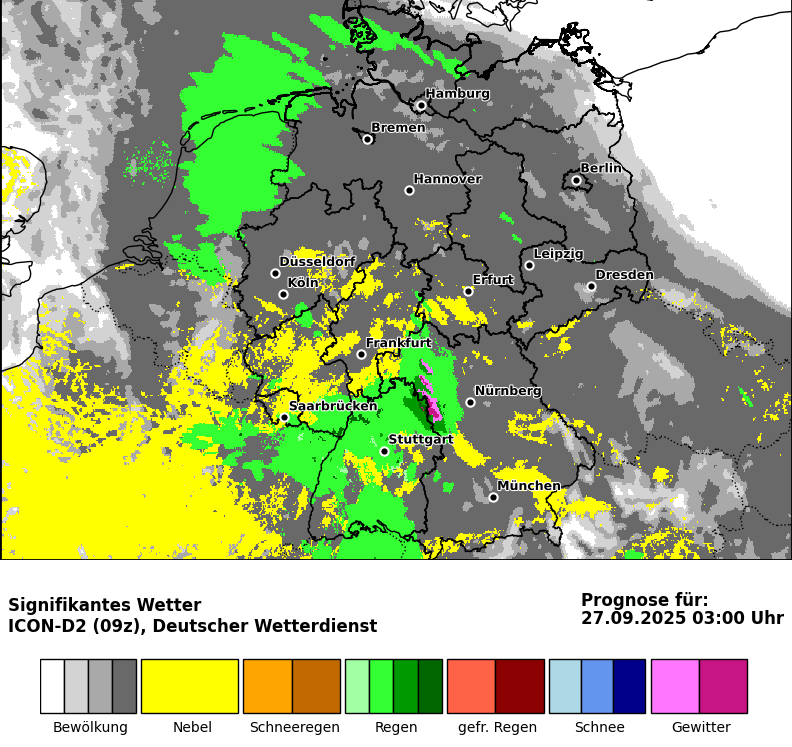 Hamburg
Bremen
Berlin
Hannover
Leipzig
Düsseldorf
Dresden
Erfurt
Köln
Frankfurt
Nürnberg
Saarbrücken
Stuttgart
München
Signifikantes Wetter
ICON-D2 (09z), Deutscher Wetterdienst
Prognose für:
27.09.2025 03:00 Uhr
Bewölkung Nebel Schneeregen Regen gefr. Regen Schnee Gewitter